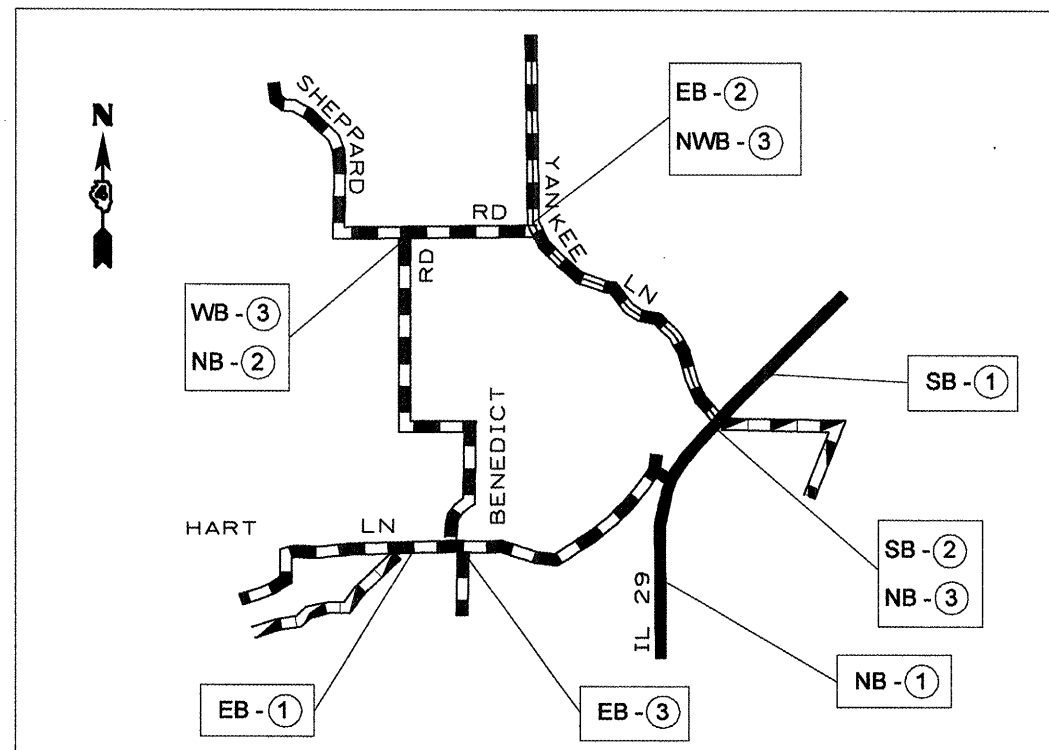 N
4
SHEPPARD
RD
YANKEE
LN
EB - 2
NWB - 3
RD
WB - 3
NB - 2
BENEDICT
SB - 1
HART LN
SB - 2
NB - 3
IL 29
NB - 1
EB - 1
EB - 3